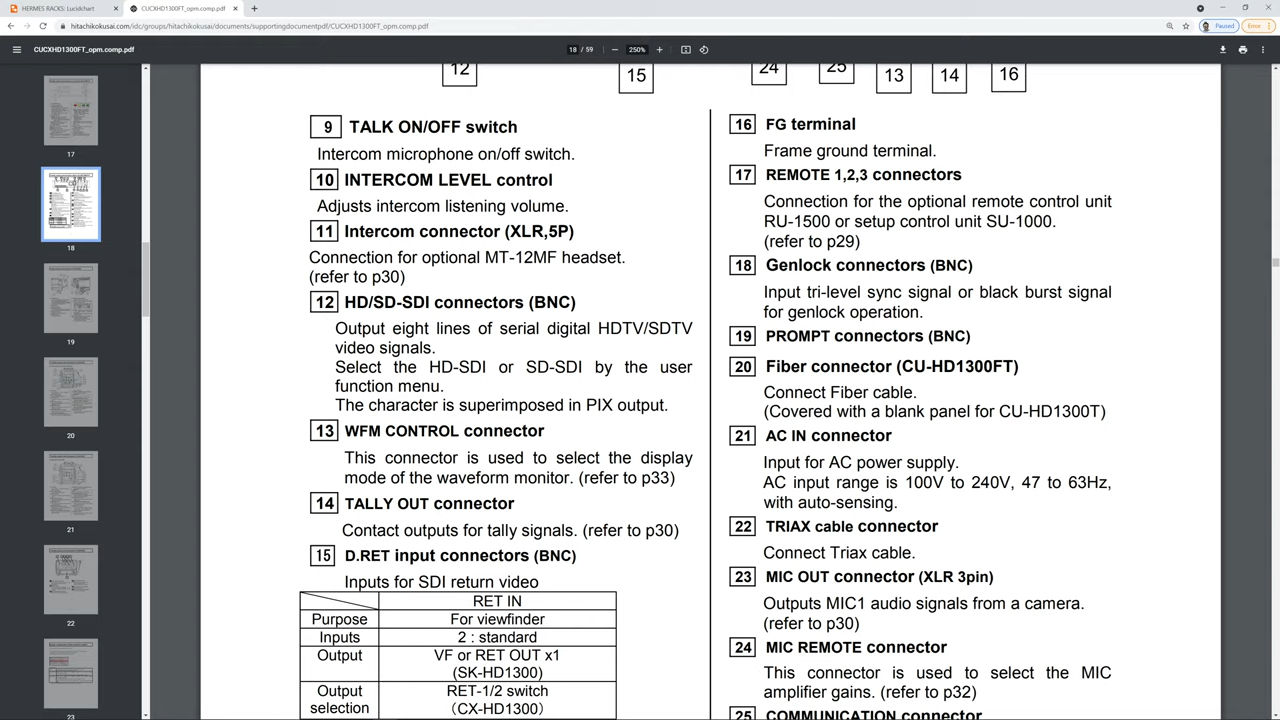 HERMES RACKS: Lucidchart
CUCXHD1300FT_opm.comp.pdf
hitachikokusai.com/idc/groups/hitachikokusai/documents/supportingdocumentpdf/CUCXHD1300FT_opm.comp.pdf
Paused
Error
CUCXHD1300FT_opm.comp.pdf
18 / 59
250%
17
18
19
20
21
22
23
12
15
24
25
13
14
16
9 TALK ON/OFF switch
Intercom microphone on/off switch.
10 INTERCOM LEVEL control
Adjusts intercom listening volume.
11 Intercom connector (XLR,5P)
Connection for optional MT-12MF headset.
(refer to p30)
12 HD/SD-SDI connectors (BNC)
Output eight lines of serial digital HDTV/SDTV
video signals.
Select the HD-SDI or SD-SDI by the user
function menu.
The character is superimposed in PIX output.
13 WFM CONTROL connector
This connector is used to select the display
mode of the waveform monitor. (refer to p33)
14 TALLY OUT connector
Contact outputs for tally signals. (refer to p30)
15 D.RET input connectors (BNC)
Inputs for SDI return video
RET IN
Purpose For viewfinder
Inputs 2 : standard
Output VF or RET OUT x1
(SK-HD1300)
Output RET-1/2 switch
selection (CX-HD1300)
16 FG terminal
Frame ground terminal.
17 REMOTE 1,2,3 connectors
Connection for the optional remote control unit
RU-1500 or setup control unit SU-1000.
(refer to p29)
18 Genlock connectors (BNC)
Input tri-level sync signal or black burst signal
for genlock operation.
19 PROMPT connectors (BNC)
20 Fiber connector (CU-HD1300FT)
Connect Fiber cable.
(Covered with a blank panel for CU-HD1300T)
21 AC IN connector
Input for AC power supply.
AC input range is 100V to 240V, 47 to 63Hz,
with auto-sensing.
22 TRIAX cable connector
Connect Triax cable.
23 MIC OUT connector (XLR 3pin)
Outputs MIC1 audio signals from a camera.
(refer to p30)
24 MIC REMOTE connector
This connector is used to select the MIC
amplifier gains. (refer to p32)
25 COMMUNICATION connector